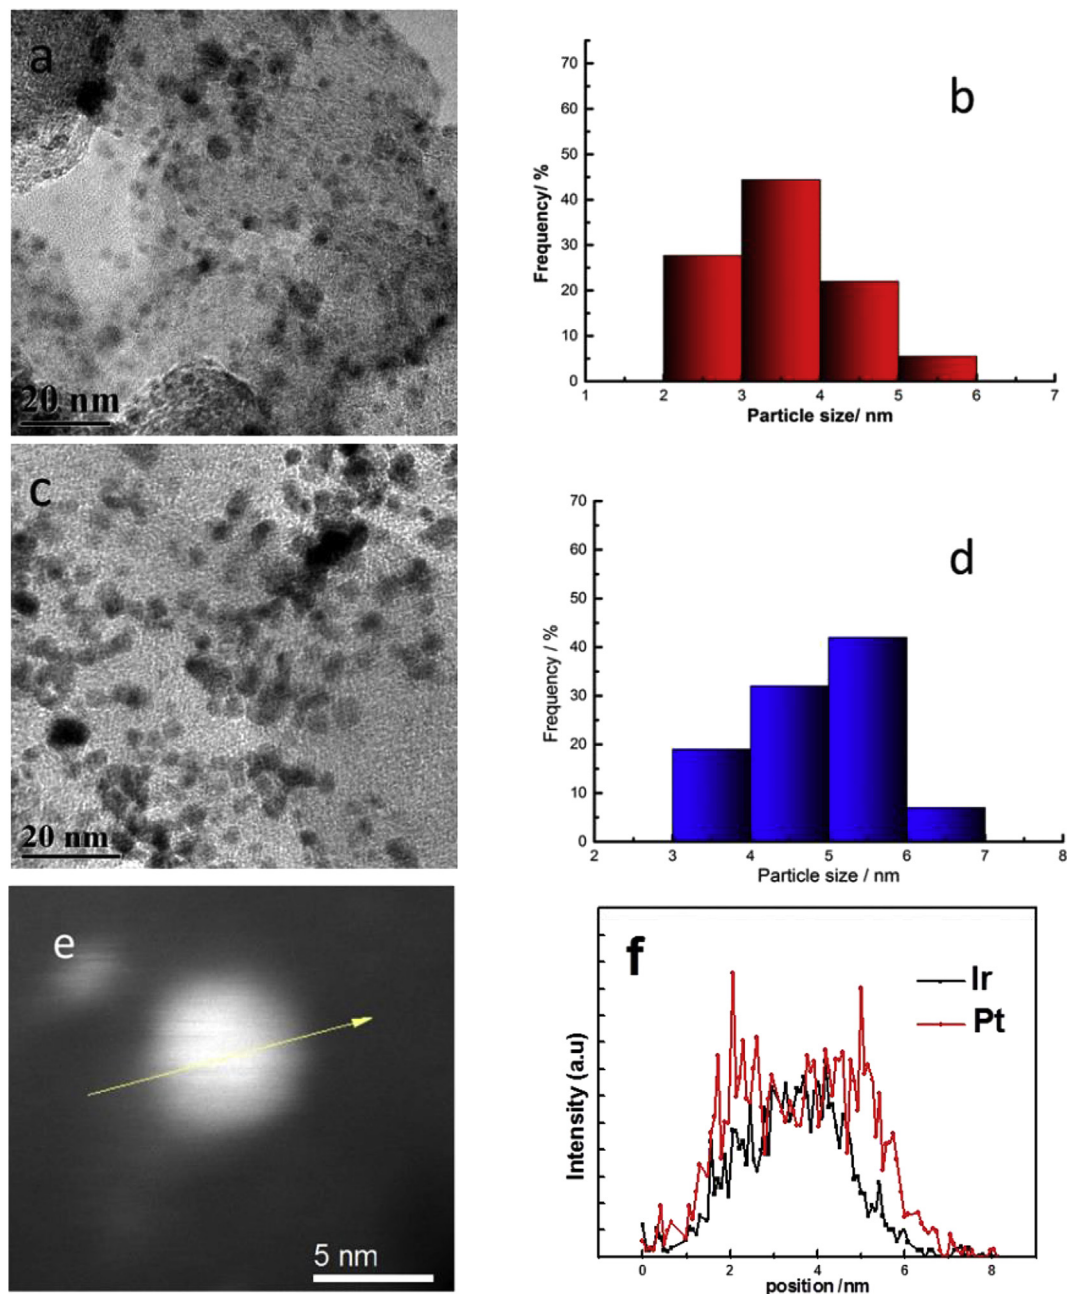 a
20 nm
b
70
60
50
40
30
20
10
0
Frequency/ %
1 2 3 4 5 6 7
Particle size/ nm
c
20 nm
d
70
60
50
40
30
20
10
0
Frequency / %
2 3 4 5 6 7 8
Particle size / nm
e
5 nm
f
Ir
Pt
Intensity (a.u)
0 2 4 6 8
position /nm